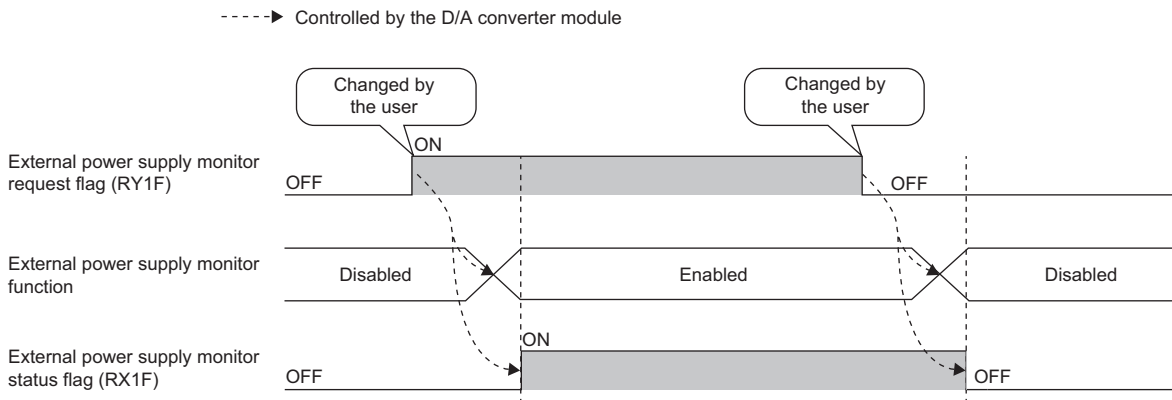 Controlled by the D/A converter module
Changed by
the user
Changed by
the user
External power supply monitor
request flag (RY1F)
OFF
ON
OFF
External power supply monitor
function
Disabled
Enabled
Disabled
External power supply monitor
status flag (RX1F)
OFF
ON
OFF